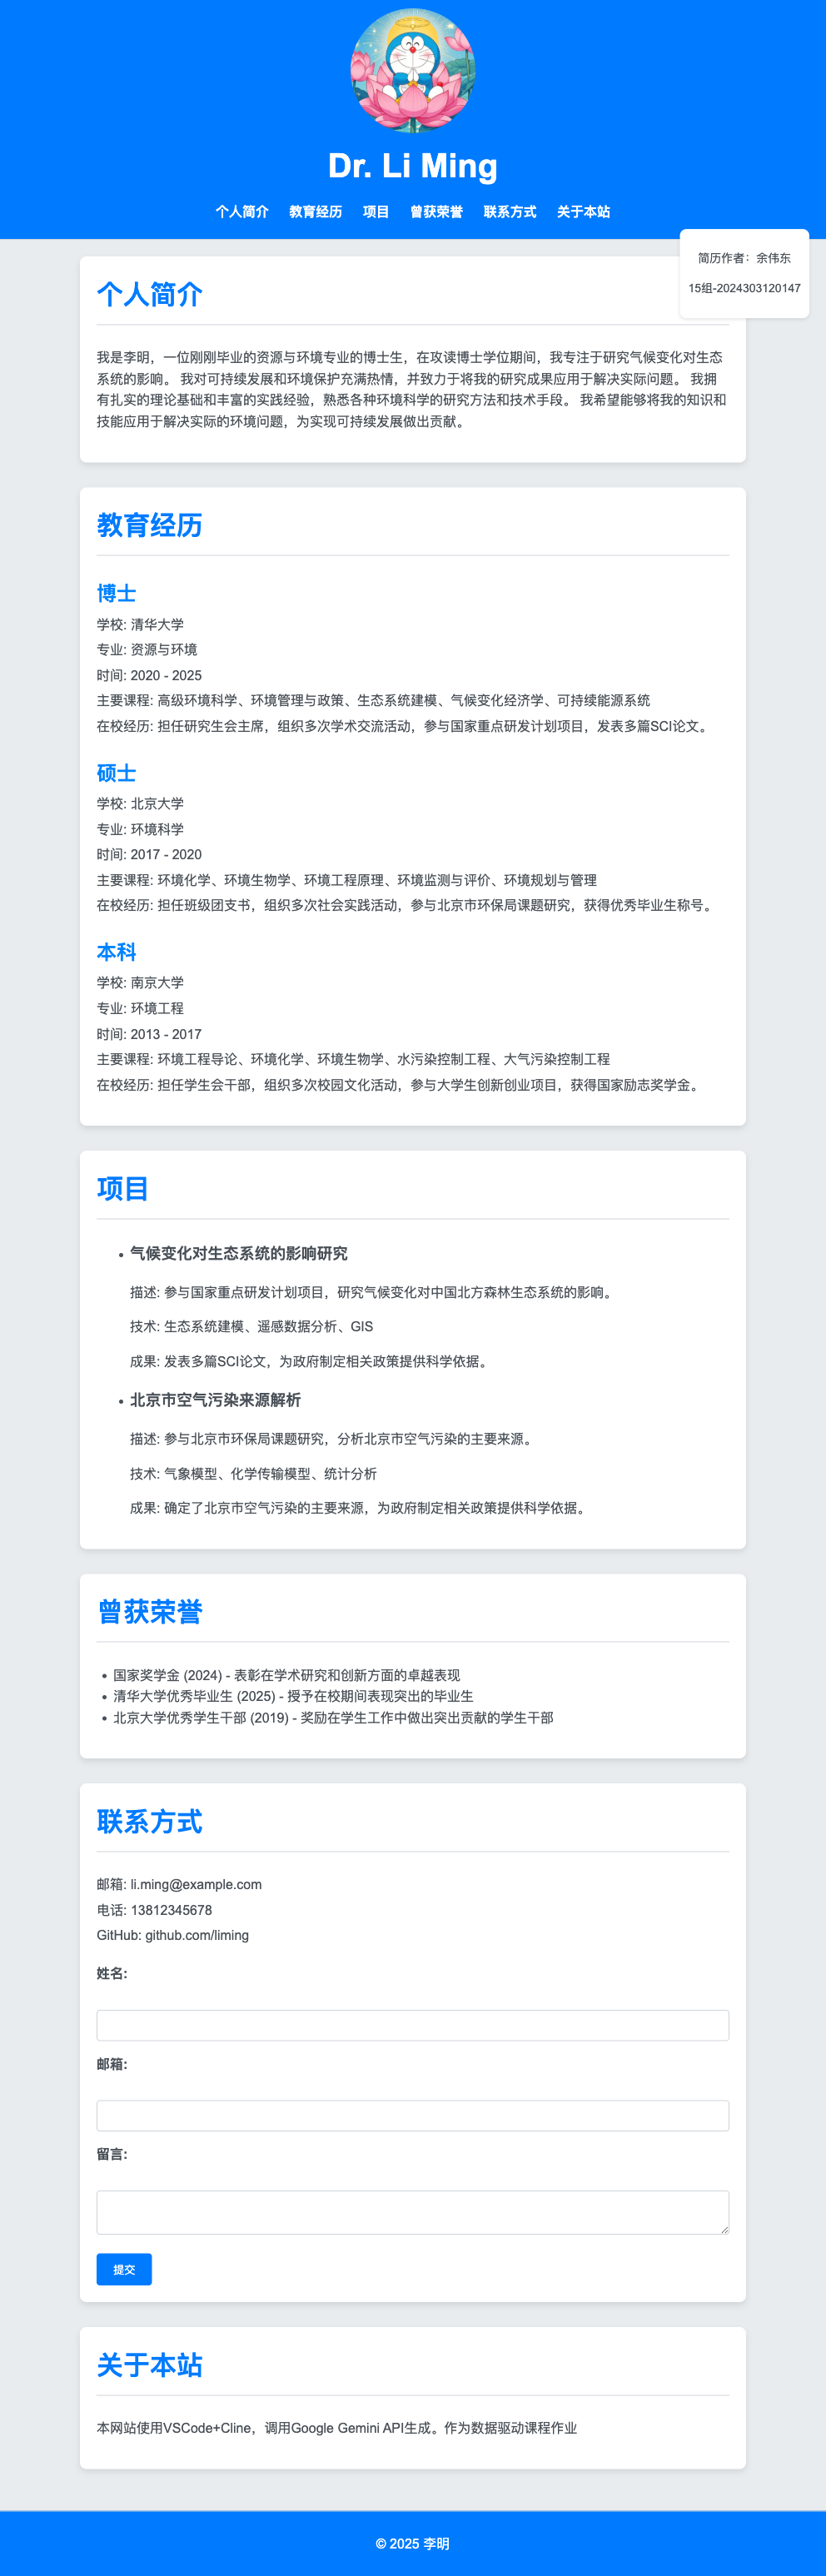 Dr. Li Ming
个人简介 教育经历 项目 曾获荣誉 联系方式 关于本站
简历作者：余伟东
15组-2024303120147
个人简介
我是李明，一位刚刚毕业的资源与环境专业的博士生，在攻读博士学位期间，我专注于研究气候变化对生态
系统的影响。 我对可持续发展和环境保护充满热情，并致力于将我的研究成果应用于解决实际问题。 我拥
有扎实的理论基础和丰富的实践经验，熟悉各种环境科学的研究方法和技术手段。 我希望能够将我的知识和
技能应用于解决实际的环境问题，为实现可持续发展做出贡献。
教育经历
博士
学校: 清华大学
专业: 资源与环境
时间: 2020 - 2025
主要课程: 高级环境科学、环境管理与政策、生态系统建模、气候变化经济学、可持续能源系统
在校经历: 担任研究生会主席，组织多次学术交流活动，参与国家重点研发计划项目，发表多篇SCI论文。
硕士
学校: 北京大学
专业: 环境科学
时间: 2017 - 2020
主要课程: 环境化学、环境生物学、环境工程原理、环境监测与评价、环境规划与管理
在校经历: 担任班级团支书，组织多次社会实践活动，参与北京市环保局课题研究，获得优秀毕业生称号。
本科
学校: 南京大学
专业: 环境工程
时间: 2013 - 2017
主要课程: 环境工程导论、环境化学、环境生物学、水污染控制工程、大气污染控制工程
在校经历: 担任学生会干部，组织多次校园文化活动，参与大学生创新创业项目，获得国家励志奖学金。
项目
• 气候变化对生态系统的影响研究
描述: 参与国家重点研发计划项目，研究气候变化对中国北方森林生态系统的影响。
技术: 生态系统建模、遥感数据分析、GIS
成果: 发表多篇SCI论文，为政府制定相关政策提供科学依据。
• 北京市空气污染来源解析
描述: 参与北京市环保局课题研究，分析北京市空气污染的主要来源。
技术: 气象模型、化学传输模型、统计分析
成果: 确定了北京市空气污染的主要来源，为政府制定相关政策提供科学依据。
曾获荣誉
• 国家奖学金 (2024) - 表彰在学术研究和创新方面的卓越表现
• 清华大学优秀毕业生 (2025) - 授予在校期间表现突出的毕业生
• 北京大学优秀学生干部 (2019) - 奖励在学生工作中做出突出贡献的学生干部
联系方式
邮箱: li.ming@example.com
电话: 13812345678
GitHub: github.com/liming
姓名:
邮箱:
留言:
提交
关于本站
本网站使用VSCode+Cline，调用Google Gemini API生成。作为数据驱动课程作业
© 2025 李明